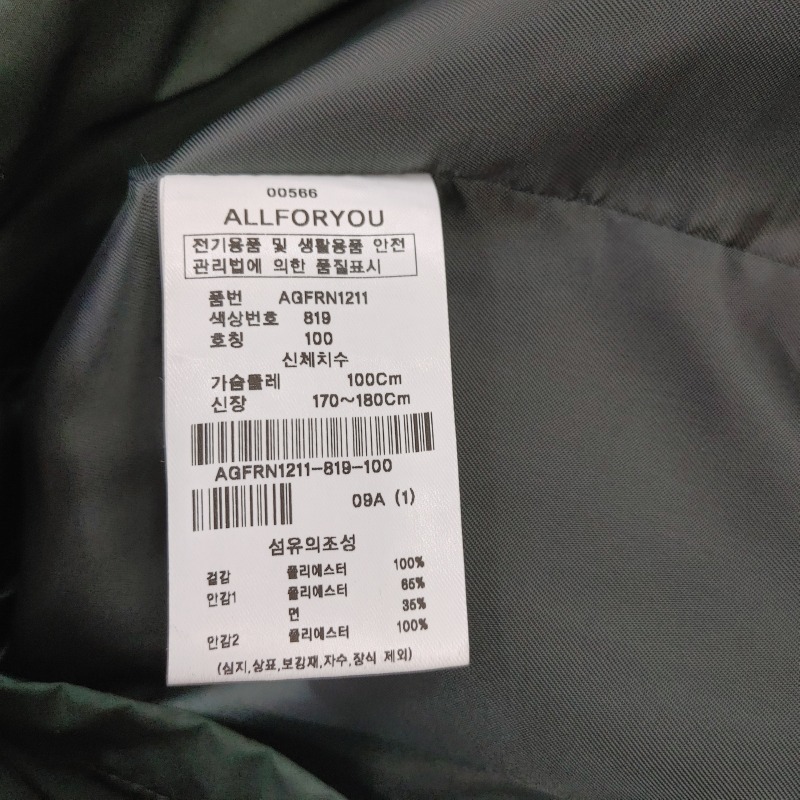 00566
ALLFORYOU
전기용품 및 생활용품 안전
관리법에 의한 품질표시
품번 AGFRN1211
색상번호 819
호칭 100
신체치수
가슴둘레 100Cm
신장 170~180Cm
AGFRN1211-819-100
09A (1)
섬유의조성
겉감 폴리에스터 100%
안감1 폴리에스터 65%
면 35%
안감2 폴리에스터 100%
(심지,상표,보강재,자수,장식 제외)